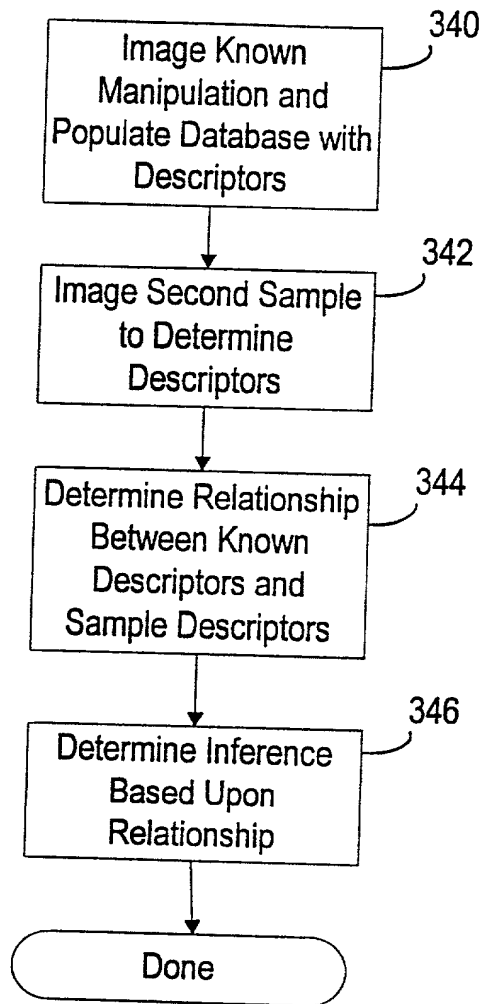 340
Image Known
Manipulation and
Populate Database with
Descriptors
342
Image Second Sample
to Determine
Descriptors
344
Determine Relationship
Between Known
Descriptors and
Sample Descriptors
346
Determine Inference
Based Upon
Relationship
Done